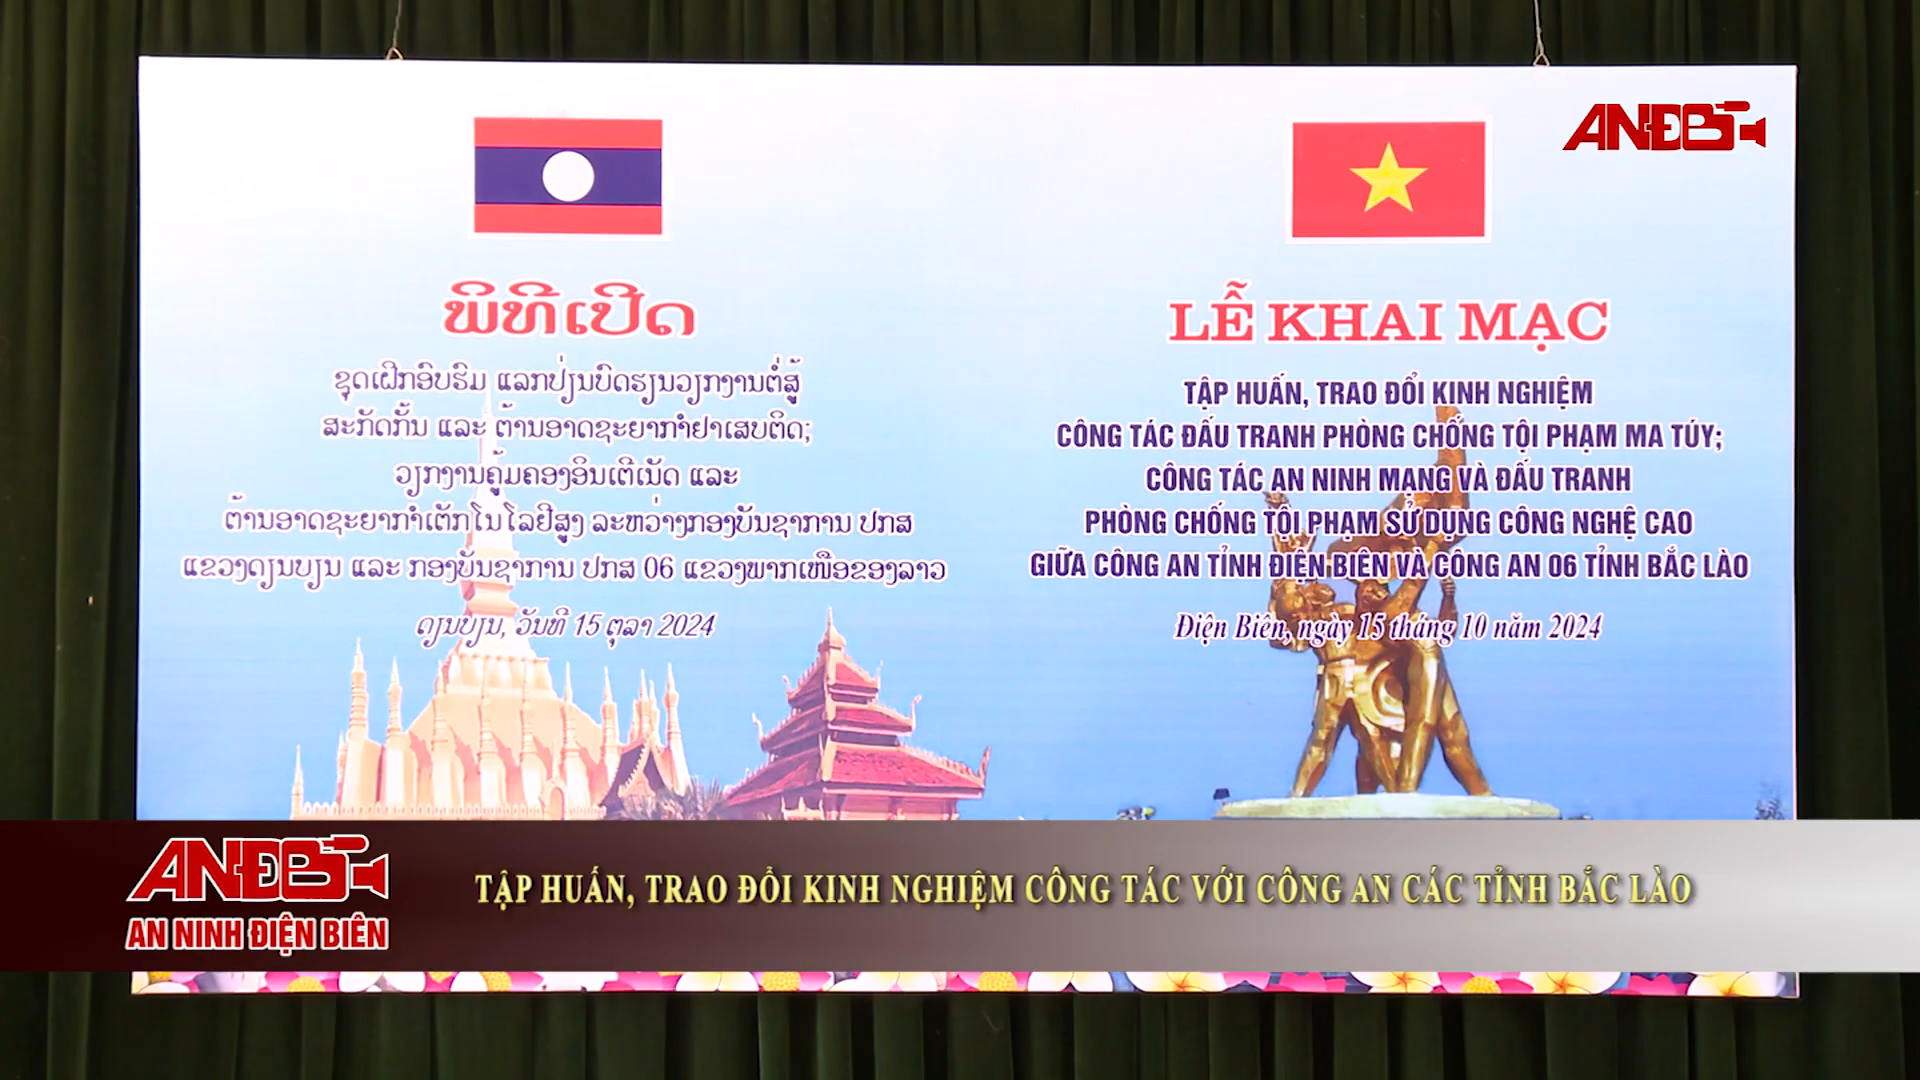 ANĐB
ພິທີເປີດ
ຊຸດເຝິກອົບຮົມ ແລກປ່ຽນບົດຮຽນວຽກງານຕໍ່ສູ້
ສະກັດກັ້ນ ແລະ ຕ້ານອາດຊະຍາກຳຢາເສບຕິດ;
ວຽກງານຄຸ້ມຄອງອິນເຕີເນັດ ແລະ
ຕ້ານອາດຊະຍາກຳເຕັກໂນໂລຢີສູງ ລະຫວ່າງກອງບັນຊາການ ປກສ
ແຂວງດຽນບຽນ ແລະ ກອງບັນຊາການ ປກສ 06 ແຂວງພາກເໜືອຂອງລາວ
ດຽນບຽນ, ວັນທີ 15 ຕຸລາ 2024
LỄ KHAI MẠC
TẬP HUẤN, TRAO ĐỔI KINH NGHIỆM
CÔNG TÁC ĐẤU TRANH PHÒNG CHỐNG TỘI PHẠM MA TÚY;
CÔNG TÁC AN NINH MẠNG VÀ ĐẤU TRANH
PHÒNG CHỐNG TỘI PHẠM SỬ DỤNG CÔNG NGHỆ CAO
GIỮA CÔNG AN TỈNH ĐIỆN BIÊN VÀ CÔNG AN 06 TỈNH BẮC LÀO
Điện Biên, ngày 15 tháng 10 năm 2024
ANĐB
AN NINH ĐIỆN BIÊN
TẬP HUẤN, TRAO ĐỔI KINH NGHIỆM CÔNG TÁC VỚI CÔNG AN CÁC TỈNH BẮC LÀO